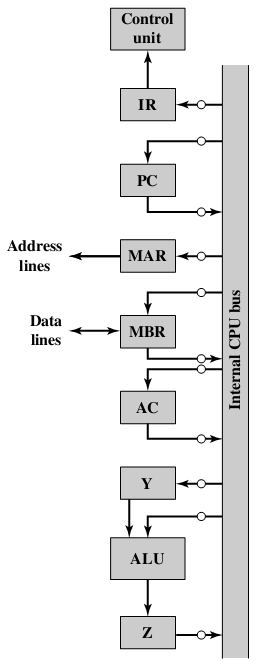 Control
unit
IR
PC
Address
lines
MAR
Data
lines
MBR
AC
Y
ALU
Z
Internal CPU bus